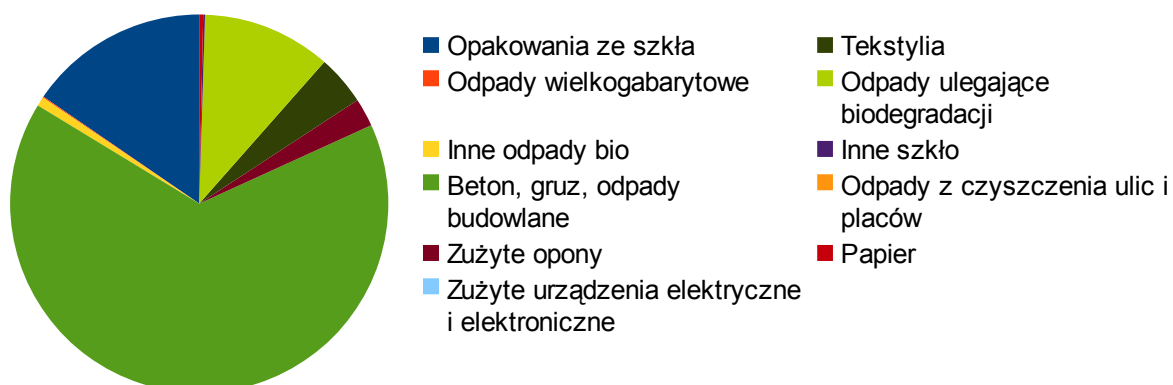 Opakowania ze szkła
Odpady wielkogabarytowe
Inne odpady bio
Beton, gruz, odpady
budowlane
Zużyte opony
Zużyte urządzenia elektryczne
i elektroniczne
Tekstylia
Odpady ulegające
biodegradacji
Inne szkło
Odpady z czyszczenia ulic i
placów
Papier